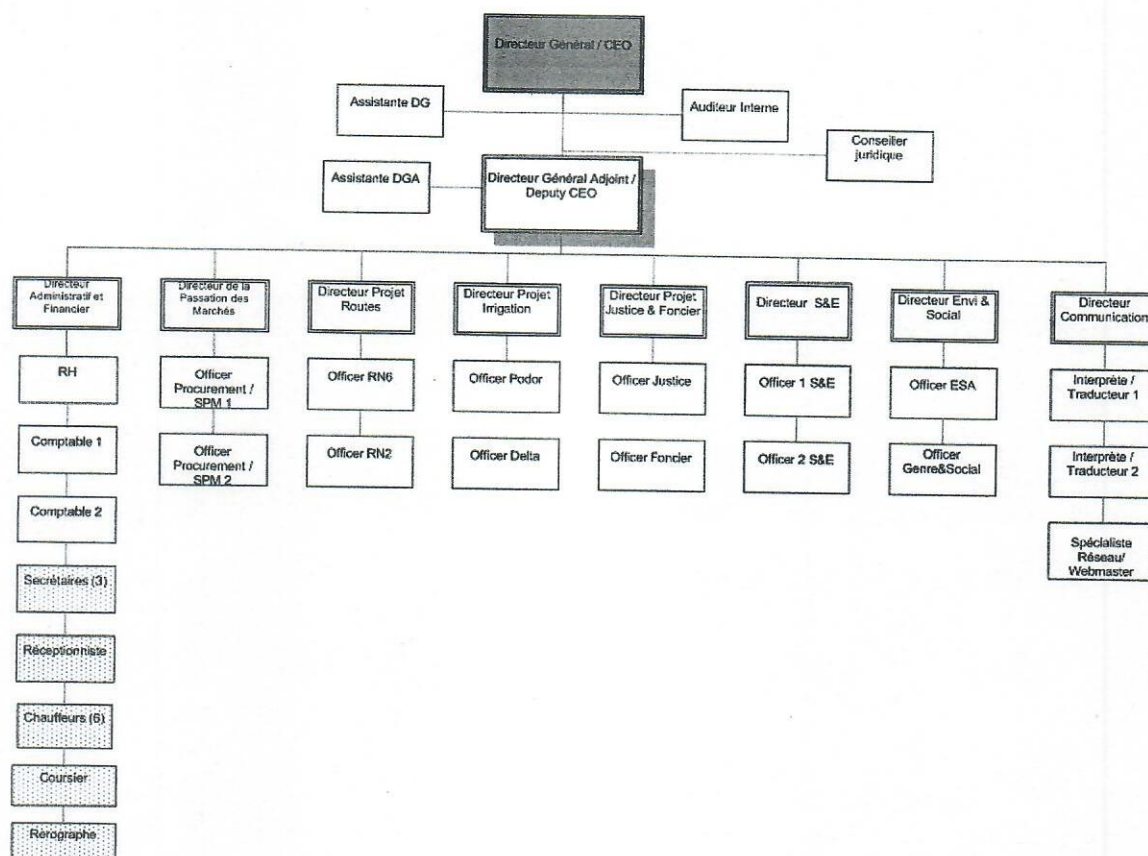 Directeur Général / CEO
Assistante DG
Auditeur Interne
Conseiller
juridique
Assistante DGA
Directeur Général Adjoint /
Deputy CEO
Directeur
Administratif et
Financier
Directeur de la
Passation des
Marchés
Directeur Projet
Routes
Directeur Projet
Irrigation
Directeur Projet
Justice & Foncier
Directeur S&E
Directeur Envi &
Social
Directeur
Communication
RH
Officer
Procurement /
SPM 1
Officer RN6
Officer Podor
Officer Justice
Officer 1 S&E
Officer ESA
Interprète /
Traducteur 1
Comptable 1
Officer
Procurement /
SPM 2
Officer RN2
Officer Delta
Officer Foncier
Officer 2 S&E
Officer
Genre&Social
Interprète /
Traducteur 2
Comptable 2
Spécialiste
Réseau/
Webmaster
Secrétaires (3)
Réceptionniste
Chauffeurs (6)
Coursier
Rérographe